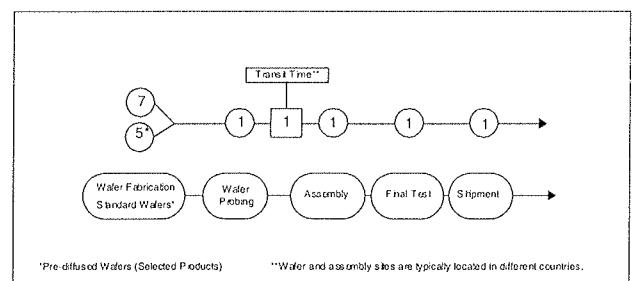 Transit Time**
7
5*
1
1
1
1
1
Wafer Fabrication
Standard Wafers*
Wafer
Probing
Assembly
Final Test
Shipment
*Pre-diffused Wafers (Selected Products)
**Wafer and assembly sites are typically located in different countries.